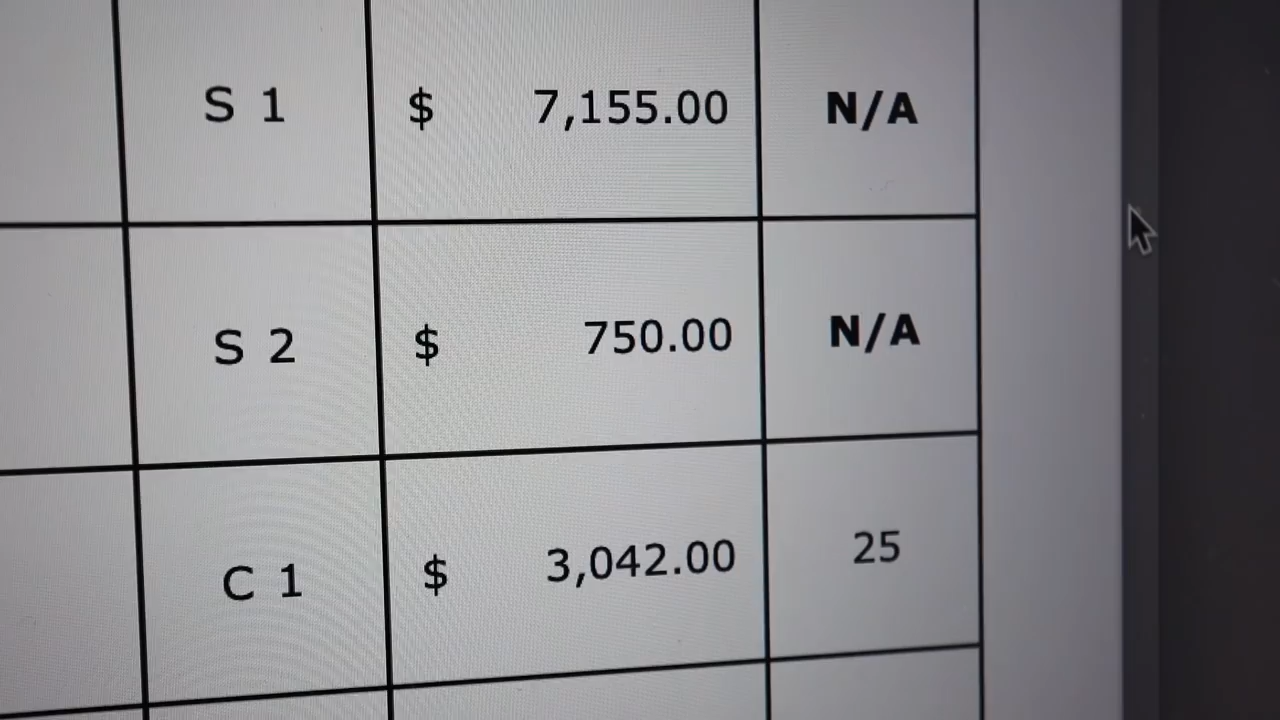 S 1 $ 7,155.00 N/A
S 2 $ 750.00 N/A
C 1 $ 3,042.00 25